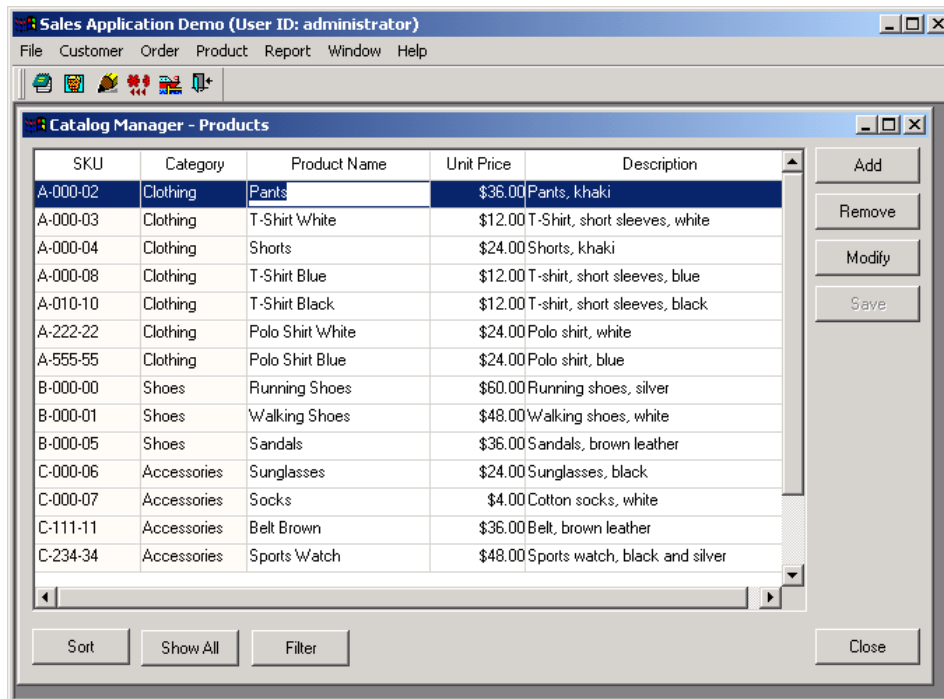 Sales Application Demo (User ID: administrator)
File Customer Order Product Report Window Help
Catalog Manager - Products
SKU Category Product Name Unit Price Description
A-000-02 Clothing Pants $36.00 Pants, khaki
A-000-03 Clothing T-Shirt White $12.00 T-Shirt, short sleeves, white
A-000-04 Clothing Shorts $24.00 Shorts, khaki
A-000-08 Clothing T-Shirt Blue $12.00 T-shirt, short sleeves, blue
A-010-10 Clothing T-Shirt Black $12.00 T-shirt, short sleeves, black
A-222-22 Clothing Polo Shirt White $24.00 Polo shirt, white
A-555-55 Clothing Polo Shirt Blue $24.00 Polo shirt, blue
B-000-00 Shoes Running Shoes $60.00 Running shoes, silver
B-000-01 Shoes Walking Shoes $48.00 Walking shoes, white
B-000-05 Shoes Sandals $36.00 Sandals, brown leather
C-000-06 Accessories Sunglasses $24.00 Sunglasses, black
C-000-07 Accessories Socks $4.00 Cotton socks, white
C-111-11 Accessories Belt Brown $36.00 Belt, brown leather
C-234-34 Accessories Sports Watch $48.00 Sports watch, black and silver
Add
Remove
Modify
Save
Sort Show All Filter Close